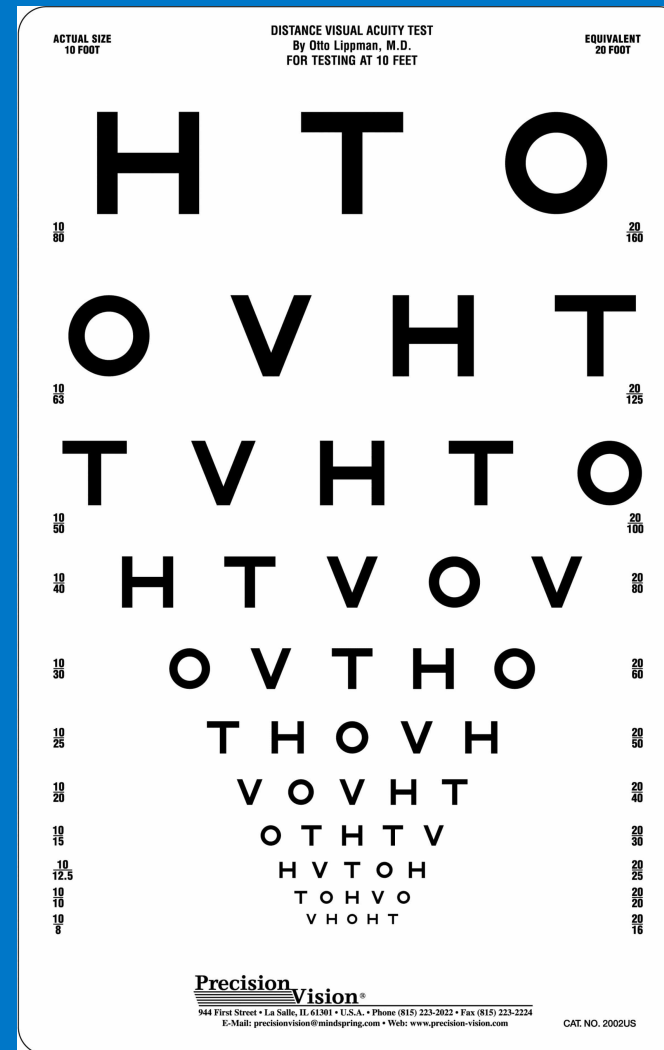 ACTUAL SIZE
10 FOOT
DISTANCE VISUAL ACUITY TEST
By Otto Lippman, M.D.
FOR TESTING AT 10 FEET
EQUIVALENT
20 FOOT
H T O
10/80 20/160
O V H T
10/63 20/125
T V H T O
10/50 20/100
10/40 H T V O V 20/80
10/30 O V T H O 20/60
10/25 T H O V H 20/50
10/20 V O V H T 20/40
10/15 O T H T V 20/30
10/12.5 H V T O H 20/25
10/10 T O H V O 20/20
10/8 V H O H T 20/16
Precision Vision®
944 First Street • La Salle, IL 61301 • U.S.A. • Phone (815) 223-2022 • Fax (815) 223-2224
E-Mail: precisionvision@mindspring.com • Web: www.precision-vision.com
CAT. NO. 2002US